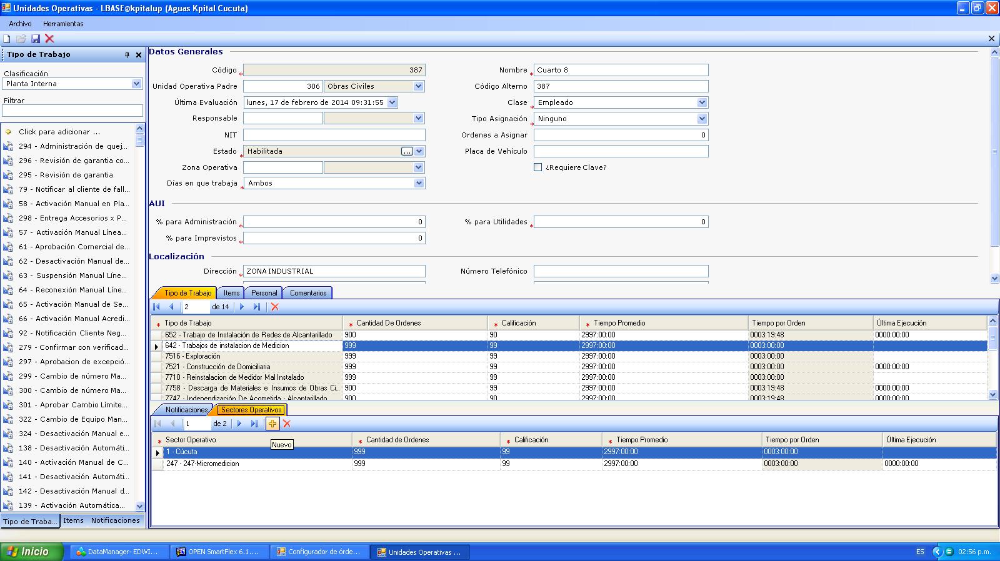 Unidades Operativas - LBASE@kpitalup (Aguas Kpital Cucuta)
Archivo Herramientas
Tipo de Trabajo
Clasificación
Planta Interna
Filtrar
Click para adicionar ...
294 - Administración de quej...
296 - Revisión de garantia co...
295 - Revisión de garantia
79 - Notificar al cliente de fall...
58 - Activación Manual en Pla...
298 - Entrega Accesorios x P...
57 - Activación Manual Línea...
61 - Aprobación Comercial de...
62 - Desactivación Manual de...
63 - Suspensión Manual Líne...
64 - Reconexión Manual Líne...
65 - Activación Manual de Se...
66 - Activación Manual Acredi...
92 - Notificación Cliente Neg...
279 - Confirmar con verificad...
297 - Aprobacion de excepció...
299 - Cambio de número Ma...
300 - Cambio de número Ma...
301 - Aprobar Cambio Límite...
322 - Cambio de Equipo Man...
324 - Desactivación Manual e...
138 - Desactivación Automáti...
140 - Activación Manual de C...
141 - Desactivación Automáti...
142 - Desactivación Manual d...
139 - Activación Automática...
Tipo de Traba... Items Notificaciones
Datos Generales
Código * 387 Nombre * Cuarto 8
Unidad Operativa Padre 306 Obras Civiles Código Alterno 387
Última Evaluación lunes, 17 de febrero de 2014 09:31:55 Clase * Empleado
Responsable Tipo Asignación * Ninguno
NIT Ordenes a Asignar 0
Estado * Habilitada ... Placa de Vehículo
Zona Operativa ¿Requiere Clave?
Días en que trabaja * Ambos
AUI
% para Administración * 0 % para Utilidades * 0
% para Imprevistos * 0
Localización
Dirección * ZONA INDUSTRIAL Número Telefónico
Tipo de Trabajo Items Personal Comentarios
2 de 14
* Tipo de Trabajo * Cantidad De Ordenes * Calificación * Tiempo Promedio Tiempo por Orden Última Ejecución
652 - Trabajo de Instalación de Redes de Alcantarillado 900 90 2997:00:00 0003:19:48 0000:00:00
642 - Trabajos de instalacion de Medicion 999 99 2997:00:00 0003:00:00
7516 - Exploración 999 99 2997:00:00 0003:00:00
7521 - Construcción de Domiciliaria 999 99 2997:00:00 0003:00:00 0000:00:00
7710 - Reinstalacion de Medidor Mal Instalado 999 99 2997:00:00 0003:00:00
7758 - Descarga de Materiales e Insumos de Obras Ci... 900 99 2997:00:00 0003:19:48 0000:00:00
7747 - Independización De Acometida - Alcantarillado 900 90 2997:00:00 0003:19:48 0000:00:00
Notificaciones Sectores Operativos
1 de 2
Nuevo
* Sector Operativo * Cantidad de Ordenes * Calificación * Tiempo Promedio Tiempo por Orden Última Ejecución
1 - Cúcuta 999 99 2997:00:00 0003:00:00
247 - 247-Micromedicion 999 99 2997:00:00 0003:00:00 0000:00:00
Inicio DataManager- EDWI... OPEN SmartFlex 6.1.... Configurador de órde... Unidades Operativas ... ES 02:56 p.m.